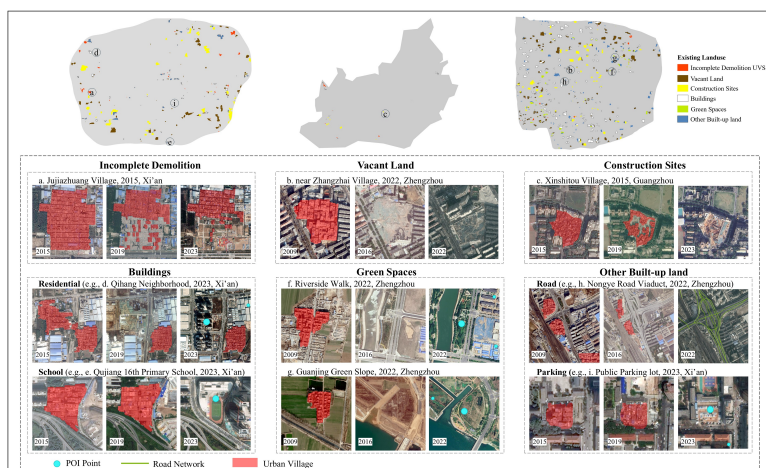 d
a
i
e
c
g
b
f
h
Existing Landuse
Incomplete Demolition UVS
Vacant Land
Construction Sites
Buildings
Green Spaces
Other Built-up land
Incomplete Demolition
a. Jujiazhuang Village, 2015, Xi'an
2015
2019
2023
Vacant Land
b. near Zhangzhai Village, 2022, Zhengzhou
2009
2016
2022
Construction Sites
c. Xinshitou Village, 2015, Guangzhou
2015
2019
2023
Buildings
Residential (e.g., d. Qihang Neighborhood, 2023, Xi'an)
2015
2019
2023
School (e.g., e. Qujiang 16th Primary School, 2023, Xi'an)
2015
2019
2023
Green Spaces
f. Riverside Walk, 2022, Zhengzhou
2009
2016
2022
g. Guanjing Green Slope, 2022, Zhengzhou
2009
2016
2022
Other Built-up land
Road (e.g., h. Nongye Road Viaduct, 2022, Zhengzhou)
2009
2016
2022
Parking (e.g., i. Public Parking lot, 2023, Xi'an)
2015
2019
2023
POI Point
Road Network
Urban Village